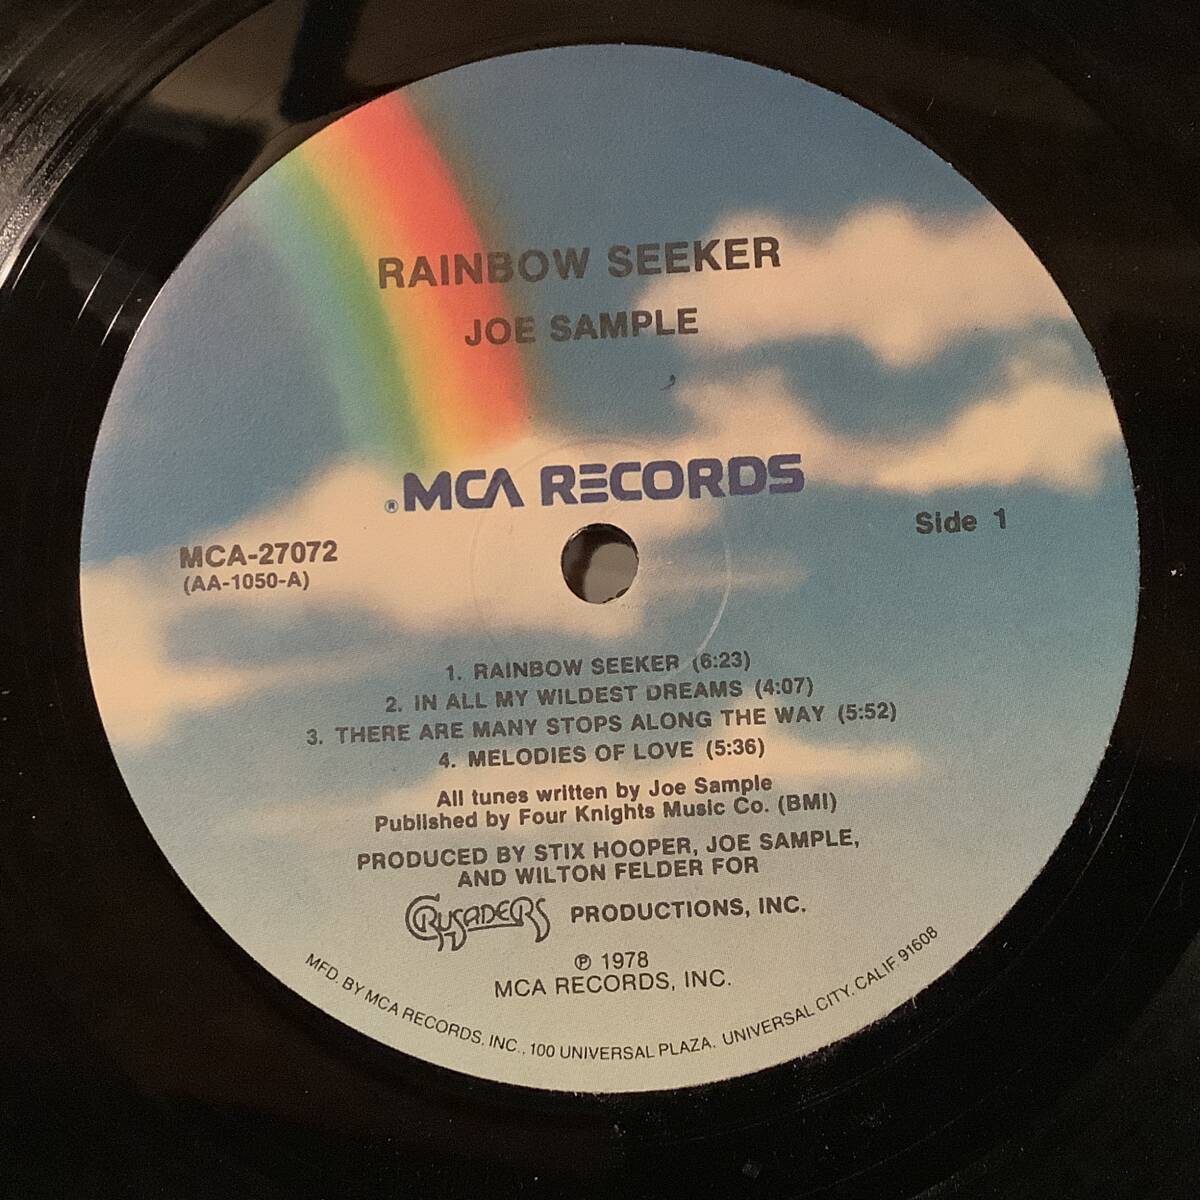 RAINBOW SEEKER
JOE SAMPLE
®MCA RECORDS
Side 1
MCA-27072
(AA-1050-A)
1. RAINBOW SEEKER (6:23)
2. IN ALL MY WILDEST DREAMS (4:07)
3. THERE ARE MANY STOPS ALONG THE WAY (5:52)
4. MELODIES OF LOVE (5:36)
All tunes written by Joe Sample
Published by Four Knights Music Co. (BMI)
PRODUCED BY STIX HOOPER, JOE SAMPLE,
AND WILTON FELDER FOR
CRUSADERS PRODUCTIONS, INC.
℗ 1978
MCA RECORDS, INC.
MFD. BY MCA RECORDS, INC., 100 UNIVERSAL PLAZA, UNIVERSAL CITY, CALIF. 91608